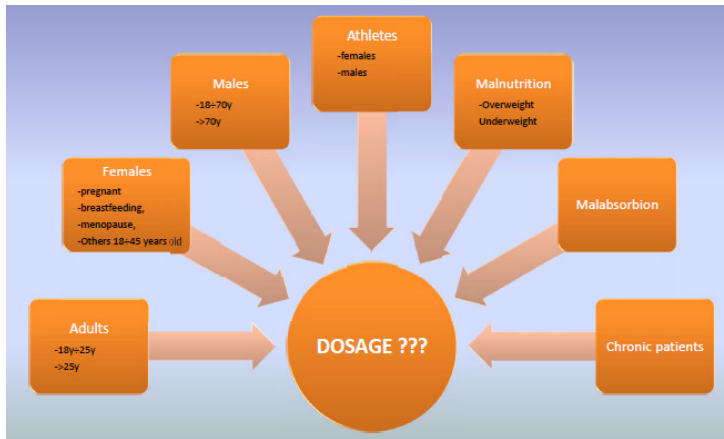 Athletes
-females
-males
Males
-18÷70y
->70y
Malnutrition
-Overweight
Underweight
Females
-pregnant
-breastfeeding,
-menopause,
-Others 18÷45 years old
Malabsorbion
Adults
-18y÷25y
->25y
DOSAGE ???
Chronic patients